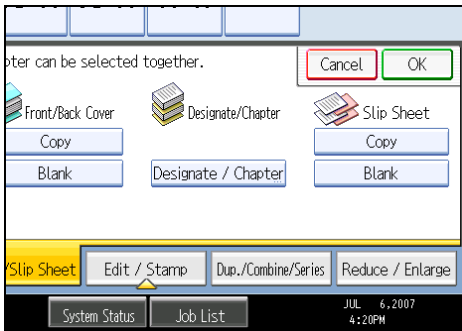 pter can be selected together.
Cancel
OK
Front/Back Cover
Designate/Chapter
Slip Sheet
Copy
Copy
Blank
Designate / Chapter
Blank
/Slip Sheet
Edit / Stamp
Dup./Combine/Series
Reduce / Enlarge
System Status
Job List
JUL 6,2007
4:20PM